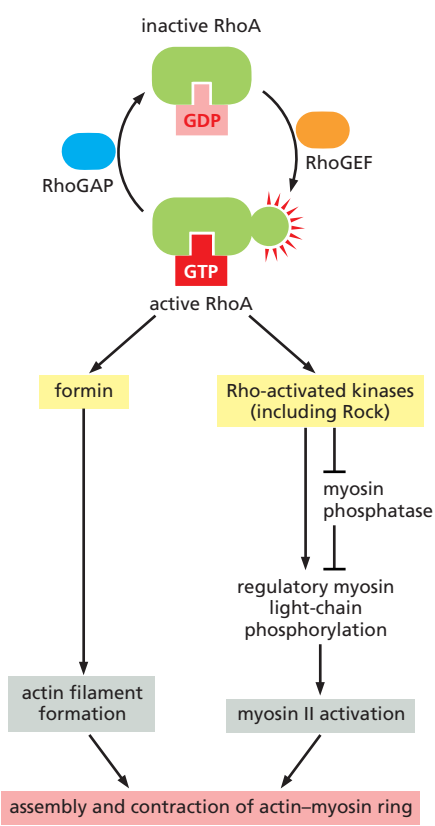 inactive RhoA
GDP
RhoGAP
RhoGEF
GTP
active RhoA
formin
Rho-activated kinases
(including Rock)
myosin
phosphatase
regulatory myosin
light-chain
phosphorylation
actin filament
formation
myosin II activation
assembly and contraction of actin–myosin ring